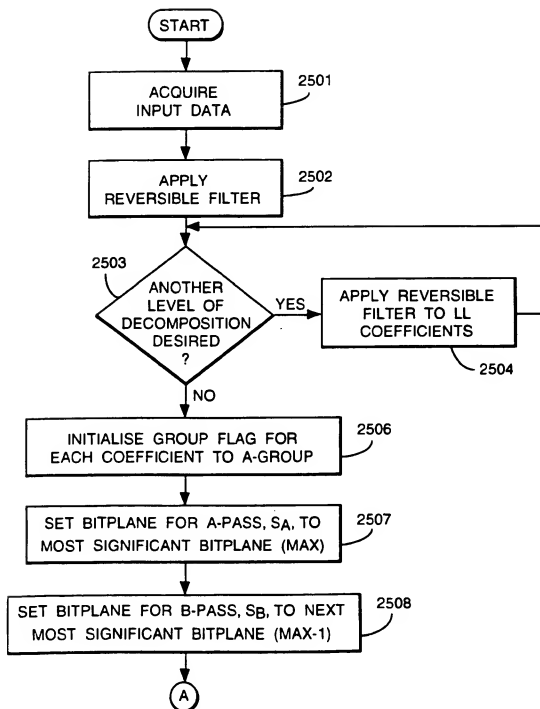 START
2501
ACQUIRE
INPUT DATA
2502
APPLY
REVERSIBLE FILTER
2503
ANOTHER
LEVEL OF
DECOMPOSITION
DESIRED
?
YES
APPLY REVERSIBLE
FILTER TO LL
COEFFICIENTS
2504
NO
2506
INITIALISE GROUP FLAG FOR
EACH COEFFICIENT TO A-GROUP
2507
SET BITPLANE FOR A-PASS, SA, TO
MOST SIGNIFICANT BITPLANE (MAX)
2508
SET BITPLANE FOR B-PASS, SB, TO NEXT
MOST SIGNIFICANT BITPLANE (MAX-1)
A